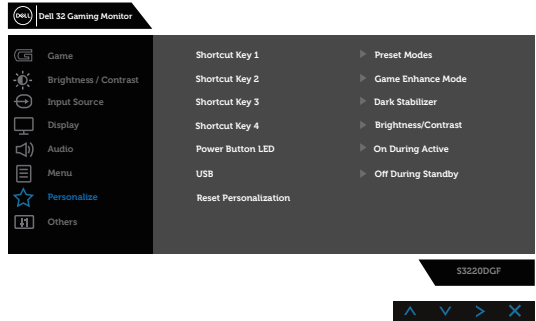 DELL Dell 32 Gaming Monitor
Game
Brightness / Contrast
Input Source
Display
Audio
Menu
Personalize
Others
Shortcut Key 1 Preset Modes
Shortcut Key 2 Game Enhance Mode
Shortcut Key 3 Dark Stabilizer
Shortcut Key 4 Brightness/Contrast
Power Button LED On During Active
USB Off During Standby
Reset Personalization
S3220DGF